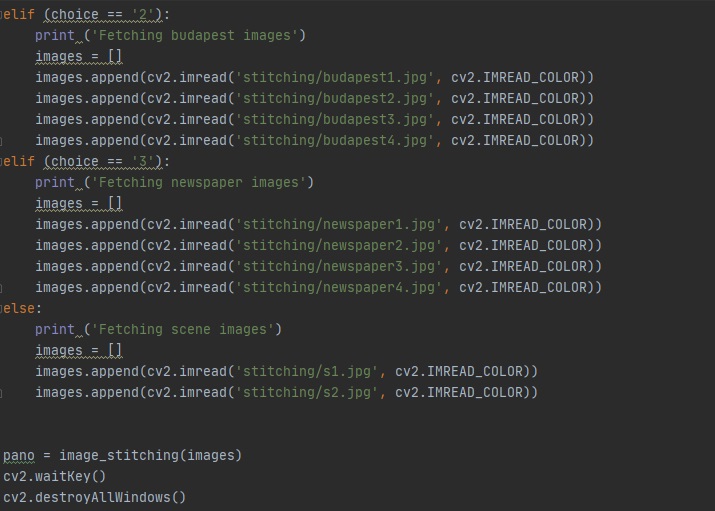 elif (choice == '2'):
    print ('Fetching budapest images')
    images = []
    images.append(cv2.imread('stitching/budapest1.jpg', cv2.IMREAD_COLOR))
    images.append(cv2.imread('stitching/budapest2.jpg', cv2.IMREAD_COLOR))
    images.append(cv2.imread('stitching/budapest3.jpg', cv2.IMREAD_COLOR))
    images.append(cv2.imread('stitching/budapest4.jpg', cv2.IMREAD_COLOR))
elif (choice == '3'):
    print ('Fetching newspaper images')
    images = []
    images.append(cv2.imread('stitching/newspaper1.jpg', cv2.IMREAD_COLOR))
    images.append(cv2.imread('stitching/newspaper2.jpg', cv2.IMREAD_COLOR))
    images.append(cv2.imread('stitching/newspaper3.jpg', cv2.IMREAD_COLOR))
    images.append(cv2.imread('stitching/newspaper4.jpg', cv2.IMREAD_COLOR))
else:
    print ('Fetching scene images')
    images = []
    images.append(cv2.imread('stitching/s1.jpg', cv2.IMREAD_COLOR))
    images.append(cv2.imread('stitching/s2.jpg', cv2.IMREAD_COLOR))
pano = image_stitching(images)
cv2.waitKey()
cv2.destroyAllWindows()